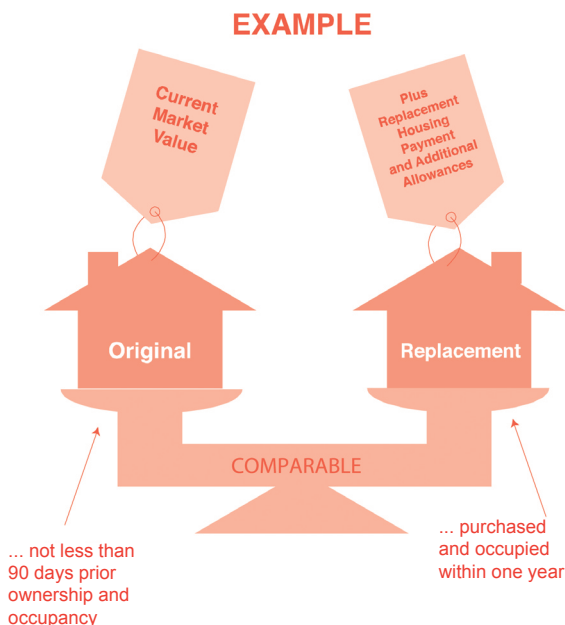 EXAMPLE
Current
Market
Value
Plus
Replacement
Housing
Payment
and Additional
Allowances
Original
Replacement
COMPARABLE
... not less than
90 days prior
ownership and
occupancy
... purchased
and occupied
within one year